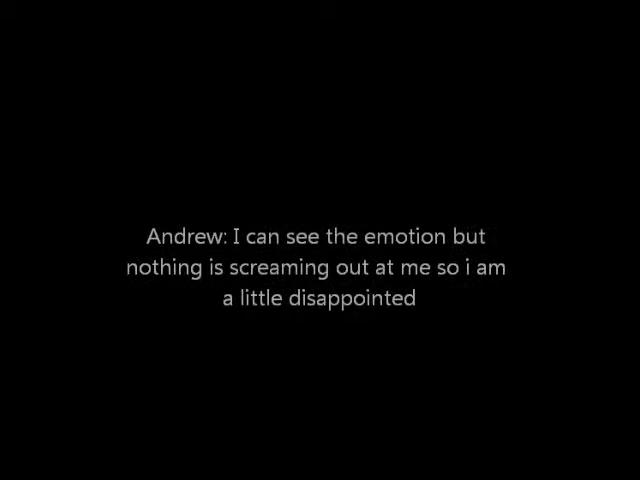 Andrew: I can see the emotion but
nothing is screaming out at me so i am
a little disappointed